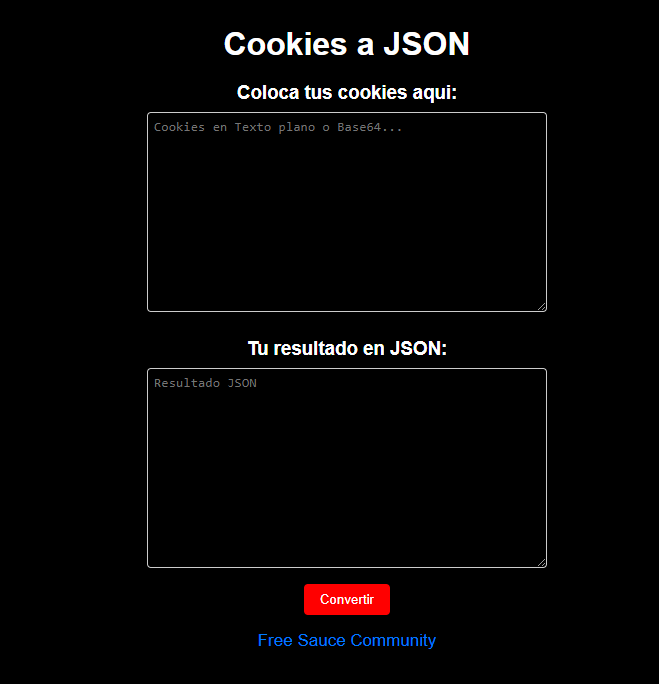 Cookies a JSON
Coloca tus cookies aqui:
Cookies en Texto plano o Base64...
Tu resultado en JSON:
Resultado JSON
Convertir
Free Sauce Community